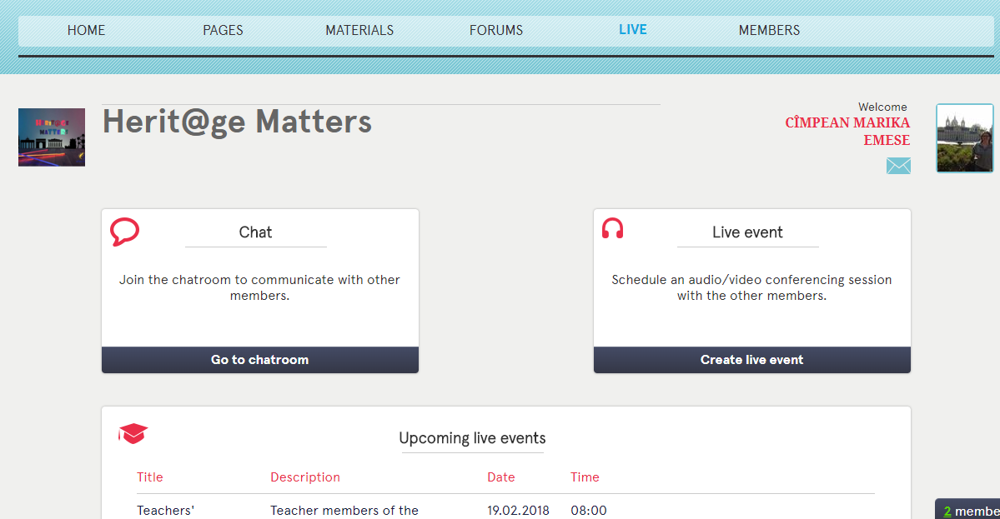 HOME PAGES MATERIALS FORUMS LIVE MEMBERS
HERIT@GE
MATTERS
Herit@ge Matters
Welcome
CÎMPEAN MARIKA
EMESE
Chat
Join the chatroom to communicate with other
members.
Go to chatroom
Live event
Schedule an audio/video conferencing session
with the other members.
Create live event
Upcoming live events
Title Description Date Time
Teachers' Teacher members of the 19.02.2018 08:00
2 membe